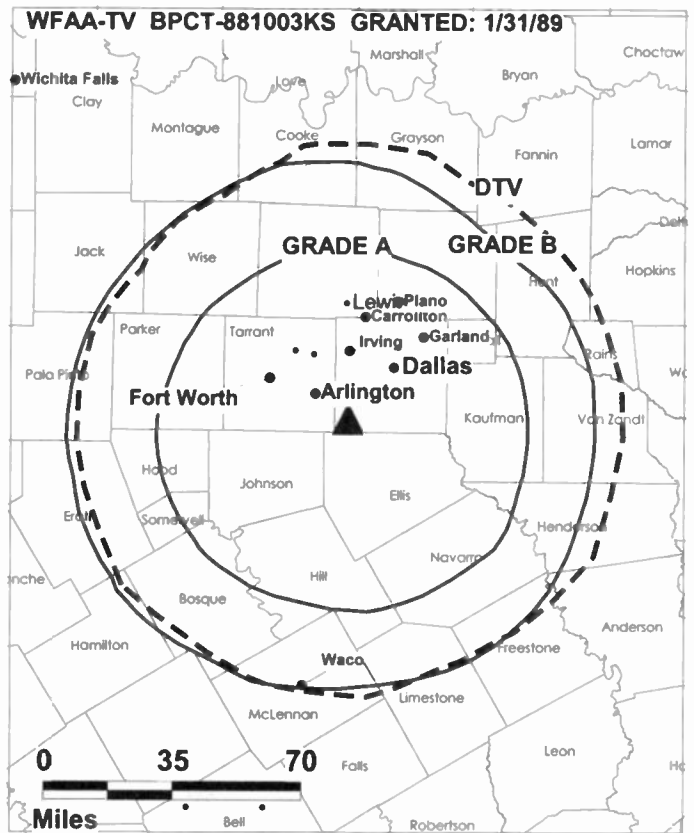 WFAA-TV BPCT-881003KS GRANTED: 1/31/89
Marshall
Choctaw
Wichita Falls
Love
Bryan
Clay
Montague
Cooke
Grayson
Fannin
Lamar
DTV
GRADE A
GRADE B
Jack
Wise
Hunt
Hopkins
Plano
Carrollton
Parker
Tarrant
Irving
Garland
Rains
Dallas
Palo Pinto
Fort Worth
Arlington
Kaufman
Van Zandt
Hood
Johnson
Ellis
Erath
Somervell
Henderson
Navarro
Hill
Bosque
Anderson
Hamilton
Freestone
Waco
Limestone
McLennan
0 35 70
Falls
Leon
Miles
Bell
Robertson